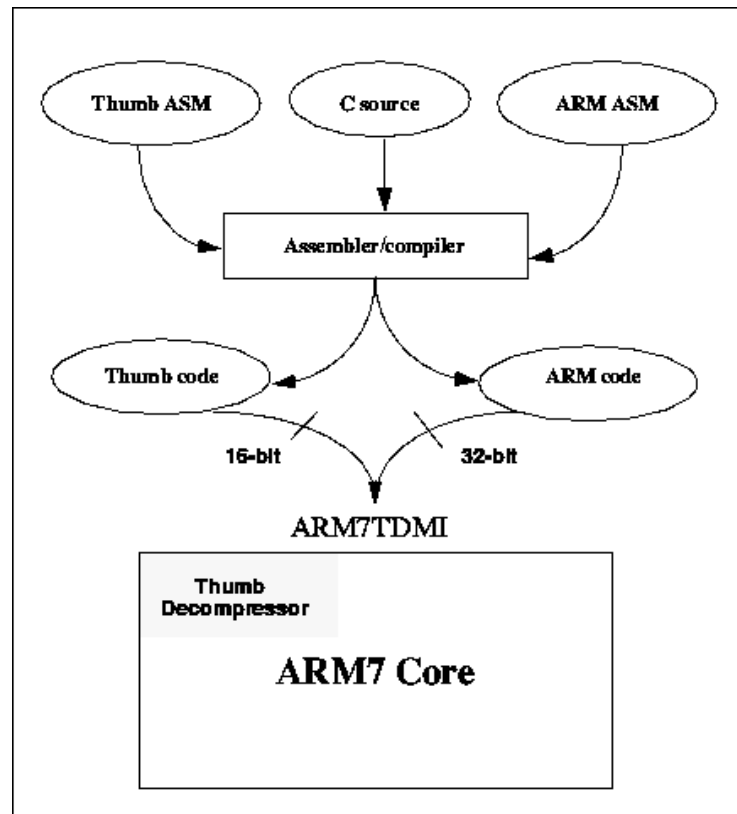 Thumb ASM
C source
ARM ASM
Assembler/compiler
Thumb code
ARM code
16-bit
32-bit
ARM7TDMI
Thumb
Decompressor
ARM7 Core